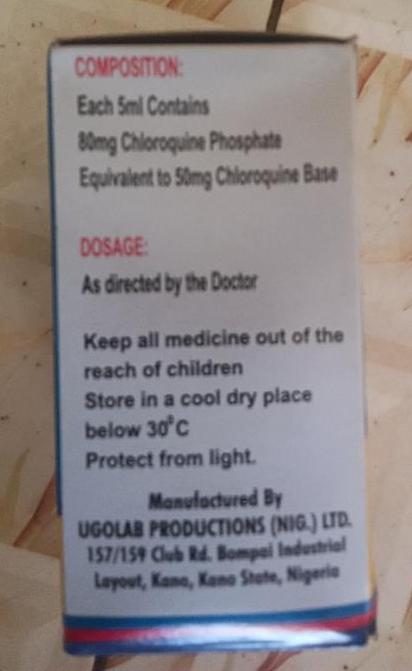 COMPOSITION:
Each 5ml Contains
80mg Chloroquine Phosphate
Equivalent to 50mg Chloroquine Base
DOSAGE:
As directed by the Doctor
Keep all medicine out of the
reach of children
Store in a cool dry place
below 30°C
Protect from light.
Manufactured By
UGOLAB PRODUCTIONS (NIG.) LTD.
157/159 Club Rd. Bompai Industrial
Layout, Kano, Kano State, Nigeria